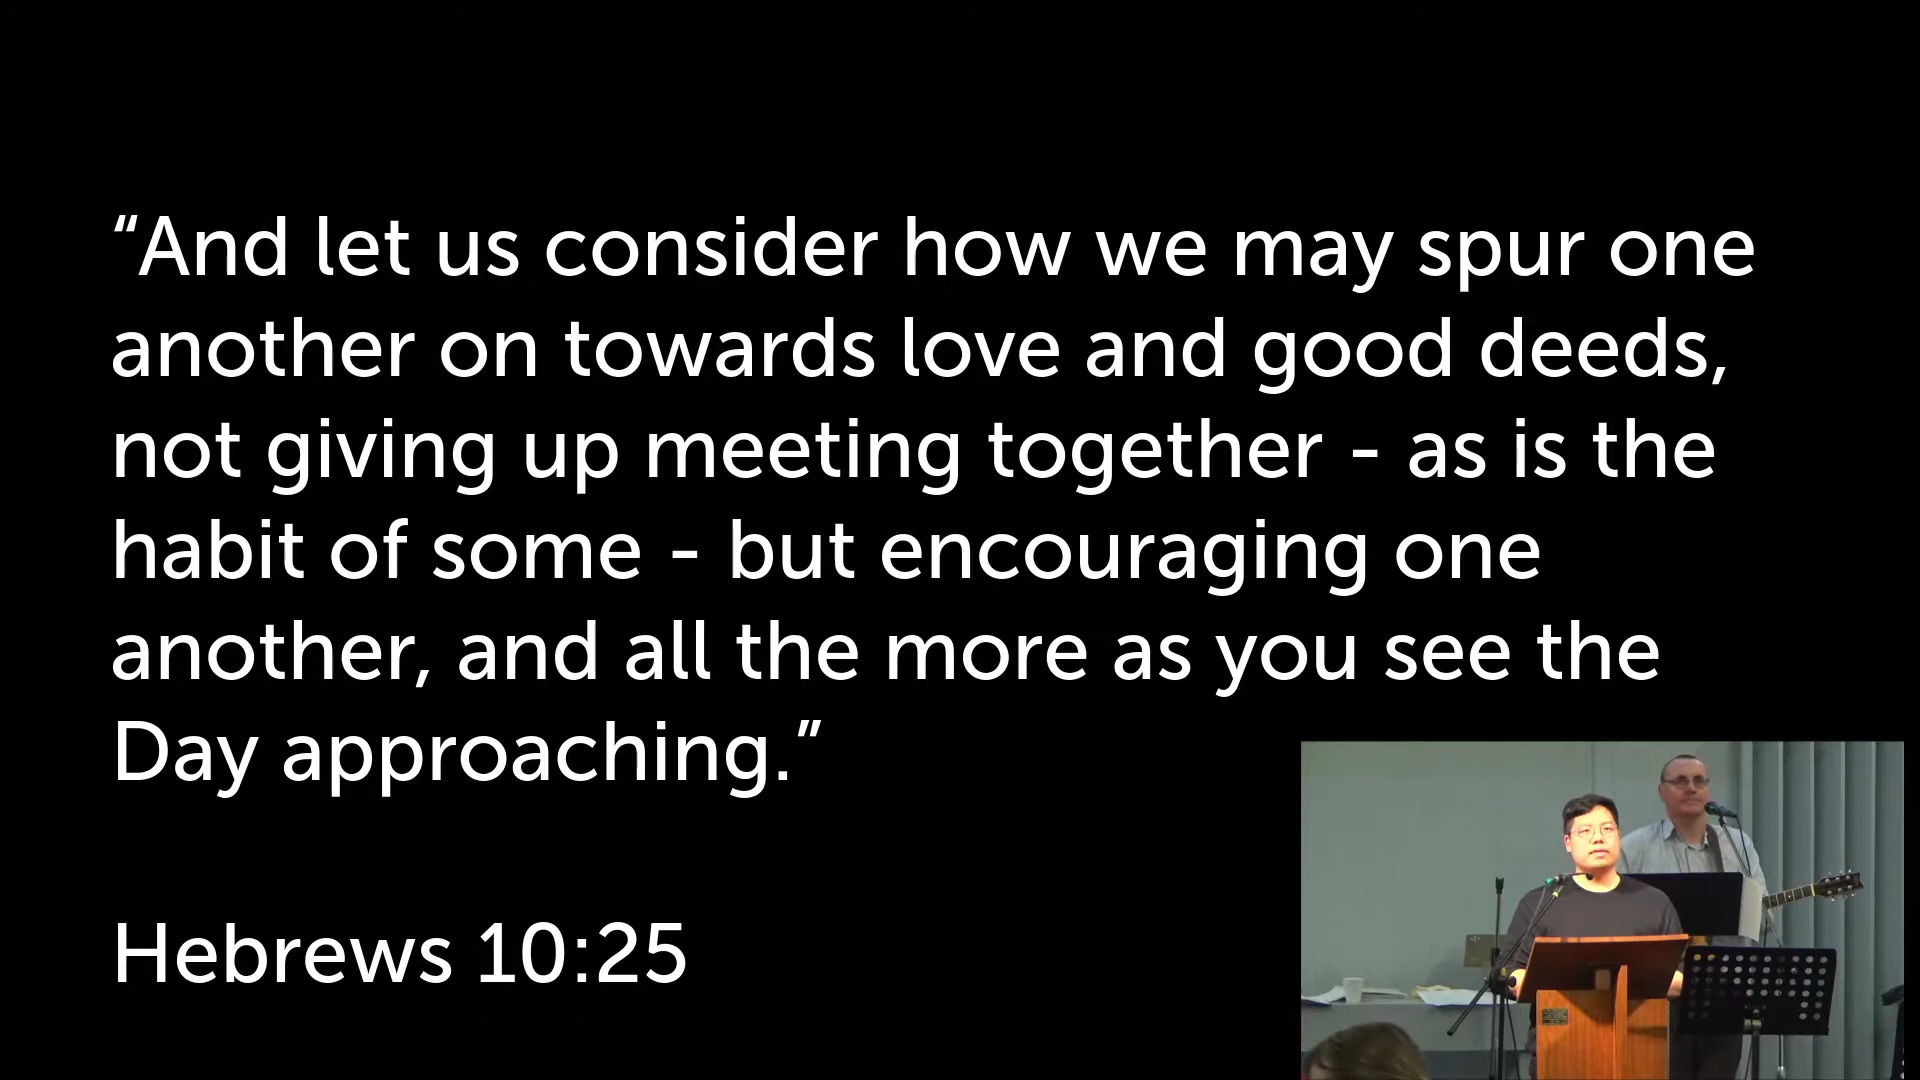 “And let us consider how we may spur one
another on towards love and good deeds,
not giving up meeting together - as is the
habit of some - but encouraging one
another, and all the more as you see the
Day approaching.”
Hebrews 10:25